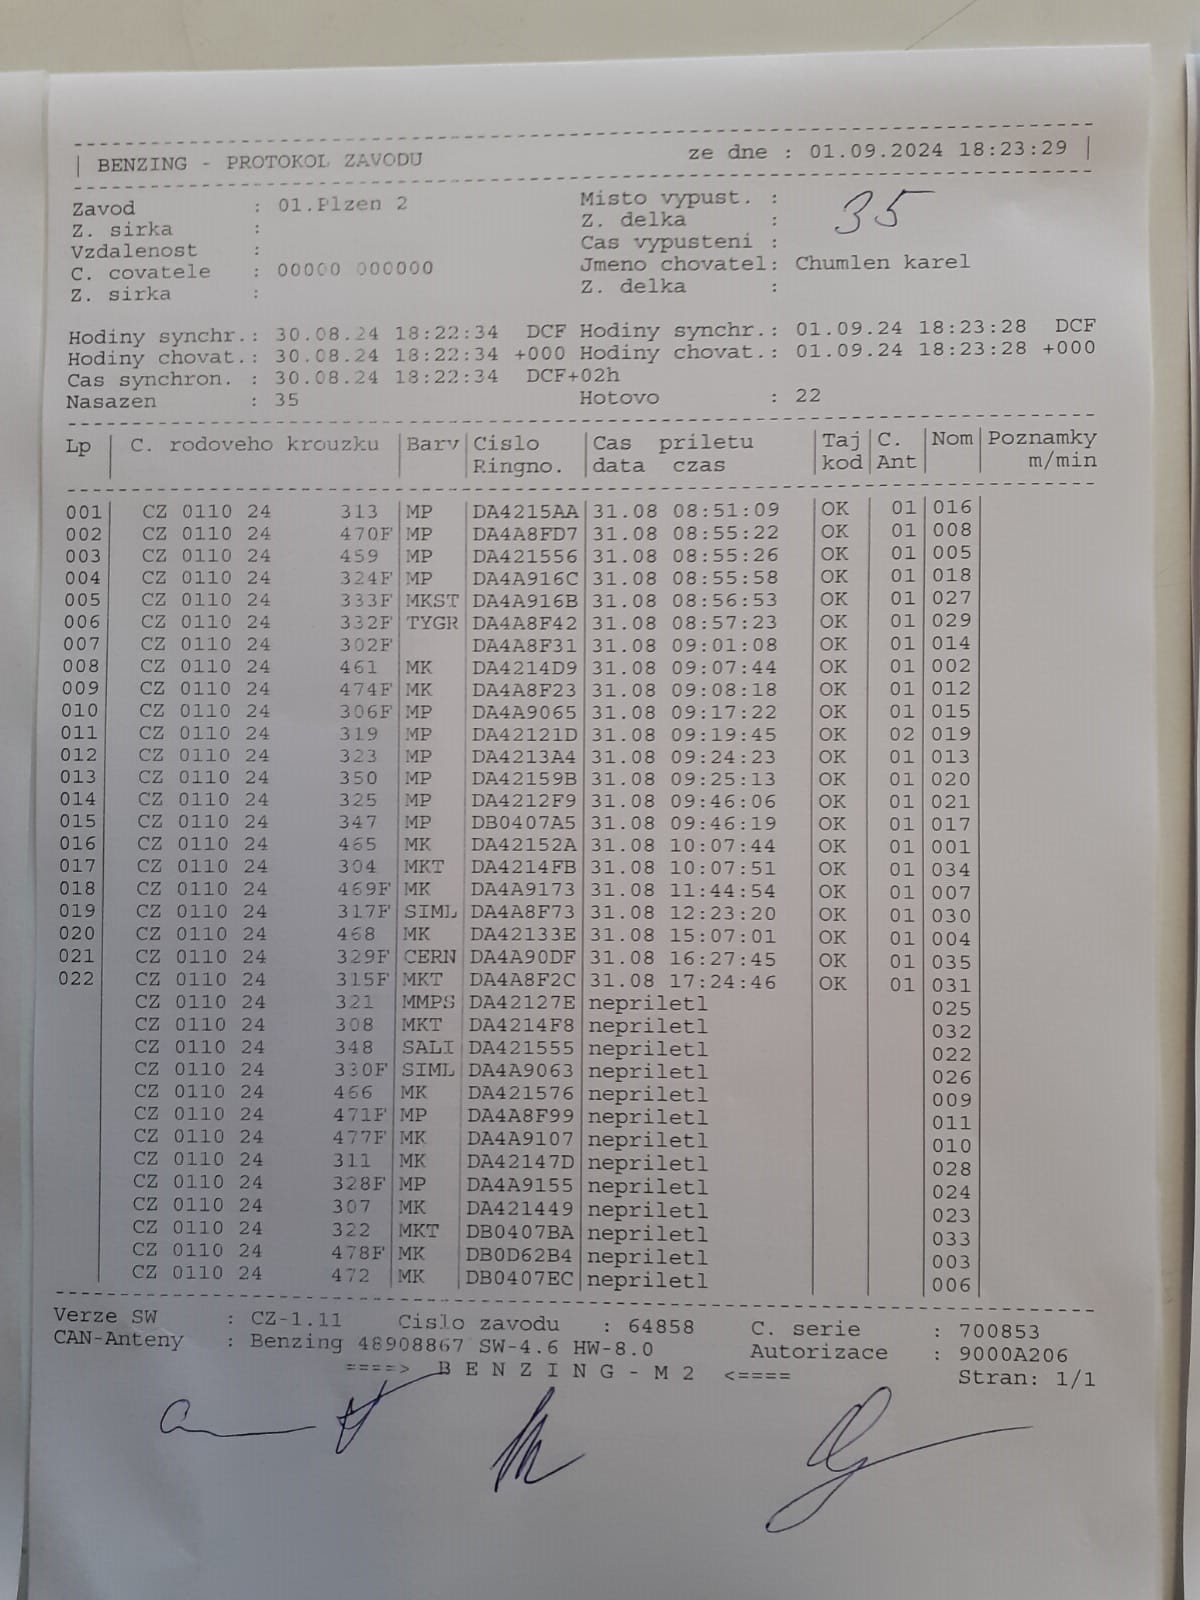 | BENZING - PROTOKOL ZAVODU ze dne : 01.09.2024 18:23:29 |
Zavod : 01.Plzen 2 Misto vypust. : 35
Z. sirka : Z. delka :
Vzdalenost : Cas vypusteni :
C. covatele : 00000 000000 Jmeno chovatel: Chumlen karel
Z. sirka : Z. delka :
Hodiny synchr.: 30.08.24 18:22:34 DCF Hodiny synchr.: 01.09.24 18:23:28 DCF
Hodiny chovat.: 30.08.24 18:22:34 +000 Hodiny chovat.: 01.09.24 18:23:28 +000
Cas synchron. : 30.08.24 18:22:34 DCF+02h
Nasazen : 35 Hotovo : 22
Lp | C. rodoveho krouzku | Barv | Cislo | Cas priletu | Taj | C. | Nom | Poznamky
Ringno. | data czas | kod | Ant | m/min
001 | CZ 0110 24 313 | MP | DA4215AA | 31.08 08:51:09 | OK | 01 | 016
002 | CZ 0110 24 470F | MP | DA4A8FD7 | 31.08 08:55:22 | OK | 01 | 008
003 | CZ 0110 24 459 | MP | DA421556 | 31.08 08:55:26 | OK | 01 | 005
004 | CZ 0110 24 324F | MP | DA4A916C | 31.08 08:55:58 | OK | 01 | 018
005 | CZ 0110 24 333F | MKST | DA4A916B | 31.08 08:56:53 | OK | 01 | 027
006 | CZ 0110 24 332F | TYGR | DA4A8F42 | 31.08 08:57:23 | OK | 01 | 029
007 | CZ 0110 24 302F | | DA4A8F31 | 31.08 09:01:08 | OK | 01 | 014
008 | CZ 0110 24 461 | MK | DA4214D9 | 31.08 09:07:44 | OK | 01 | 002
009 | CZ 0110 24 474F | MK | DA4A8F23 | 31.08 09:08:18 | OK | 01 | 012
010 | CZ 0110 24 306F | MP | DA4A9065 | 31.08 09:17:22 | OK | 01 | 015
011 | CZ 0110 24 319 | MP | DA42121D | 31.08 09:19:45 | OK | 02 | 019
012 | CZ 0110 24 323 | MP | DA4213A4 | 31.08 09:24:23 | OK | 01 | 013
013 | CZ 0110 24 350 | MP | DA42159B | 31.08 09:25:13 | OK | 01 | 020
014 | CZ 0110 24 325 | MP | DA4212F9 | 31.08 09:46:06 | OK | 01 | 021
015 | CZ 0110 24 347 | MP | DB0407A5 | 31.08 09:46:19 | OK | 01 | 017
016 | CZ 0110 24 465 | MK | DA42152A | 31.08 10:07:44 | OK | 01 | 001
017 | CZ 0110 24 304 | MKT | DA4214FB | 31.08 10:07:51 | OK | 01 | 034
018 | CZ 0110 24 469F | MK | DA4A9173 | 31.08 11:44:54 | OK | 01 | 007
019 | CZ 0110 24 317F | SIML | DA4A8F73 | 31.08 12:23:20 | OK | 01 | 030
020 | CZ 0110 24 468 | MK | DA42133E | 31.08 15:07:01 | OK | 01 | 004
021 | CZ 0110 24 329F | CERN | DA4A90DF | 31.08 16:27:45 | OK | 01 | 035
022 | CZ 0110 24 315F | MKT | DA4A8F2C | 31.08 17:24:46 | OK | 01 | 031
CZ 0110 24 321 | MMPS | DA42127E | nepriletl | 025
CZ 0110 24 308 | MKT | DA4214F8 | nepriletl | 032
CZ 0110 24 348 | SALI | DA421555 | nepriletl | 022
CZ 0110 24 330F | SIML | DA4A9063 | nepriletl | 026
CZ 0110 24 466 | MK | DA421576 | nepriletl | 009
CZ 0110 24 471F | MP | DA4A8F99 | nepriletl | 011
CZ 0110 24 477F | MK | DA4A9107 | nepriletl | 010
CZ 0110 24 311 | MK | DA42147D | nepriletl | 028
CZ 0110 24 328F | MP | DA4A9155 | nepriletl | 024
CZ 0110 24 307 | MK | DA421449 | nepriletl | 023
CZ 0110 24 322 | MKT | DB0407BA | nepriletl | 033
CZ 0110 24 478F | MK | DB0D62B4 | nepriletl | 003
CZ 0110 24 472 | MK | DB0407EC | nepriletl | 006
Verze SW : CZ-1.11 Cislo zavodu : 64858 C. serie : 700853
CAN-Anteny : Benzing 48908867 SW-4.6 HW-8.0 Autorizace : 9000A206
====> B E N Z I N G - M 2 <==== Stran: 1/1